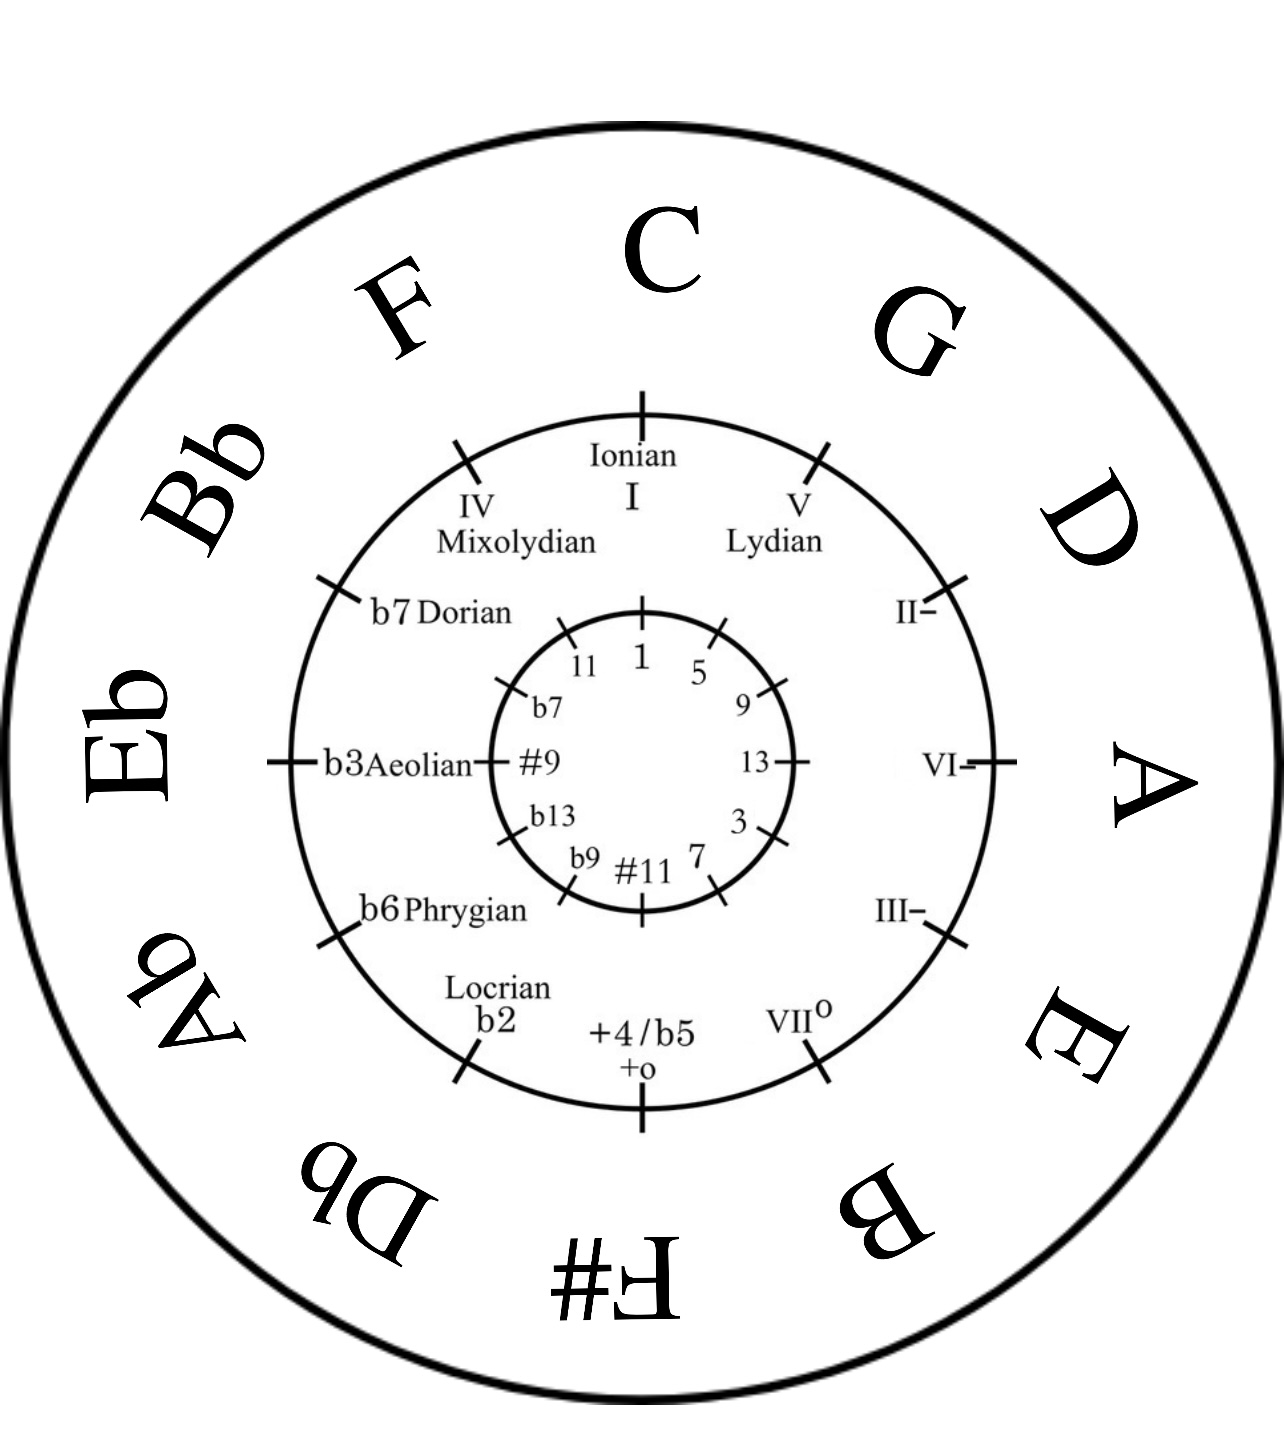 C
G
D
A
E
B
F#
Db
Ab
Eb
Bb
F
Ionian
I
V
Lydian
II–
VI–
III–
VIIo
+4/b5
+o
Locrian
b2
b6 Phrygian
b3 Aeolian
b7 Dorian
IV
Mixolydian
1
5
9
13
3
7
#11
b9
b13
#9
b7
11